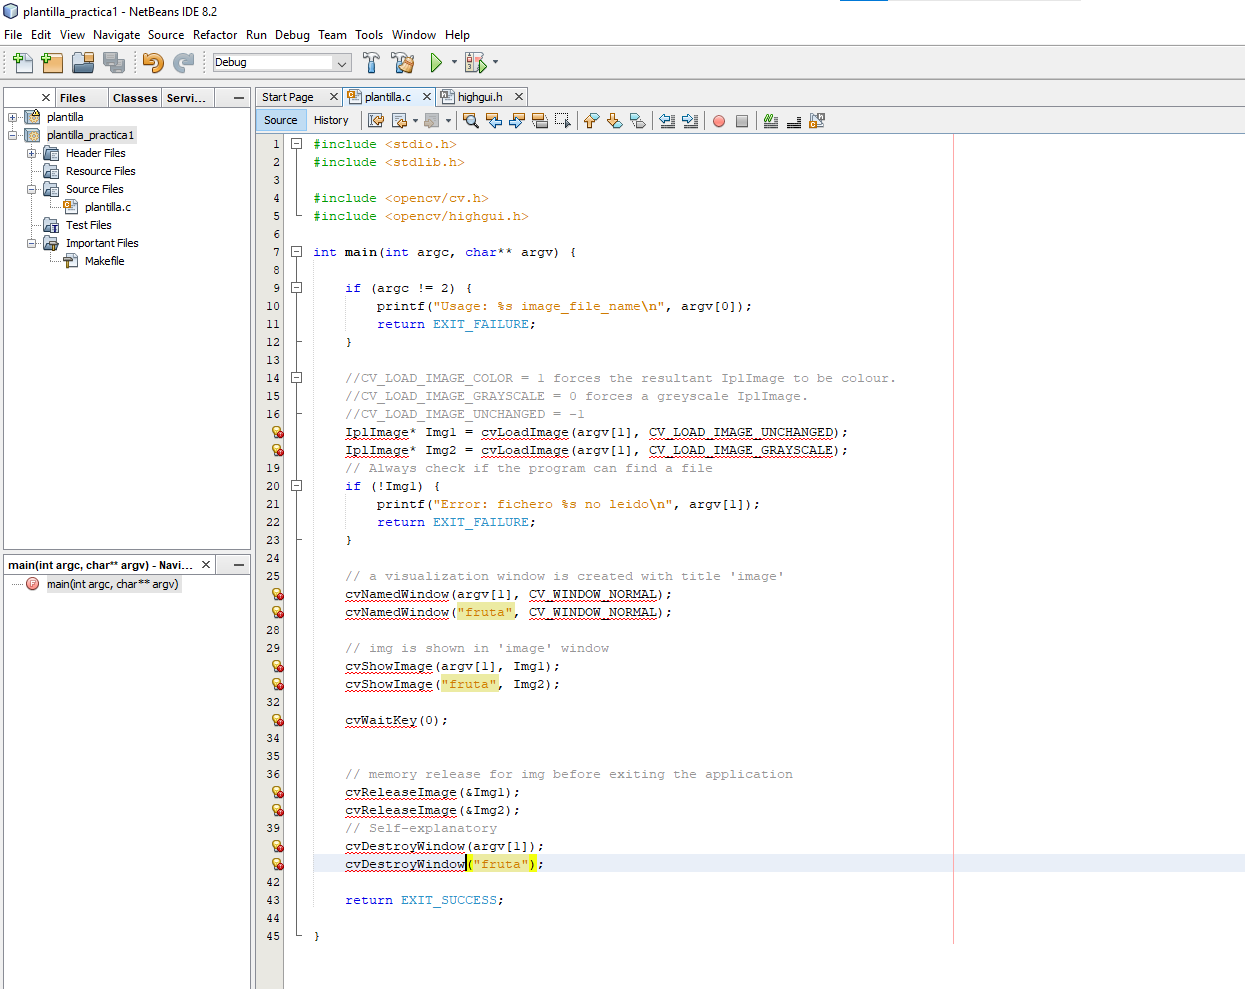 plantilla_practica1 - NetBeans IDE 8.2
File Edit View Navigate Source Refactor Run Debug Team Tools Window Help
Debug
Files Classes Servi...
plantilla
plantilla_practica1
Header Files
Resource Files
Source Files
plantilla.c
Test Files
Important Files
Makefile
main(int argc, char** argv) - Navi...
main(int argc, char** argv)
Start Page plantilla.c highgui.h
Source History
1 #include <stdio.h>
2 #include <stdlib.h>
3
4 #include <opencv/cv.h>
5 #include <opencv/highgui.h>
6
7 int main(int argc, char** argv) {
8
9 if (argc != 2) {
10 printf("Usage: %s image_file_name\n", argv[0]);
11 return EXIT_FAILURE;
12 }
13
14 //CV_LOAD_IMAGE_COLOR = 1 forces the resultant IplImage to be colour.
15 //CV_LOAD_IMAGE_GRAYSCALE = 0 forces a greyscale IplImage.
16 //CV_LOAD_IMAGE_UNCHANGED = -1
IplImage* Img1 = cvLoadImage(argv[1], CV_LOAD_IMAGE_UNCHANGED);
IplImage* Img2 = cvLoadImage(argv[1], CV_LOAD_IMAGE_GRAYSCALE);
19 // Always check if the program can find a file
20 if (!Img1) {
21 printf("Error: fichero %s no leido\n", argv[1]);
22 return EXIT_FAILURE;
23 }
24
25 // a visualization window is created with title 'image'
cvNamedWindow(argv[1], CV_WINDOW_NORMAL);
cvNamedWindow("fruta", CV_WINDOW_NORMAL);
28
29 // img is shown in 'image' window
cvShowImage(argv[1], Img1);
cvShowImage("fruta", Img2);
32
cvWaitKey(0);
34
35
36 // memory release for img before exiting the application
cvReleaseImage(&Img1);
cvReleaseImage(&Img2);
39 // Self-explanatory
cvDestroyWindow(argv[1]);
cvDestroyWindow("fruta");
42
43 return EXIT_SUCCESS;
44
45 }